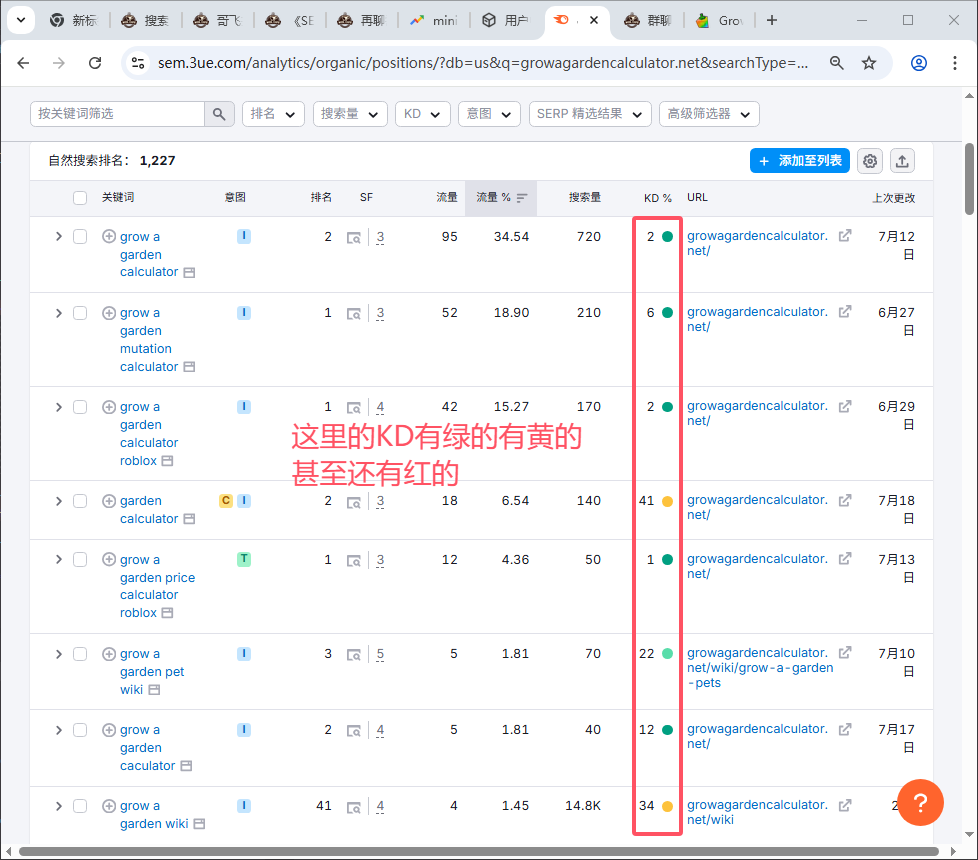 新标
搜索
哥飞
《SE
再聊
mini
用户
群聊
Grov
sem.3ue.com/analytics/organic/positions/?db=us&q=growagardencalculator.net&searchType=...
按关键词筛选
排名
搜索量
KD
意图
SERP 精选结果
高级筛选器
自然搜索排名： 1,227
+ 添加至列表
关键词 意图 排名 SF 流量 流量 % 搜索量 KD % URL 上次更改
grow a garden calculator I 2 3 95 34.54 720 2 growagardencalculator.net/ 7月12日
grow a garden mutation calculator I 1 3 52 18.90 210 6 growagardencalculator.net/ 6月27日
grow a garden calculator roblox I 1 4 42 15.27 170 2 growagardencalculator.net/ 6月29日
这里的KD有绿的有黄的
甚至还有红的
garden calculator C I 2 3 18 6.54 140 41 growagardencalculator.net/ 7月18日
grow a garden price calculator roblox T 1 3 12 4.36 50 1 growagardencalculator.net/ 7月13日
grow a garden pet wiki I 3 5 5 1.81 70 22 growagardencalculator.net/wiki/grow-a-garden-pets 7月10日
grow a garden caculator I 2 4 5 1.81 40 12 growagardencalculator.net/ 7月17日
grow a garden wiki I 41 4 4 1.45 14.8K 34 growagardencalculator.net/wiki 2
?